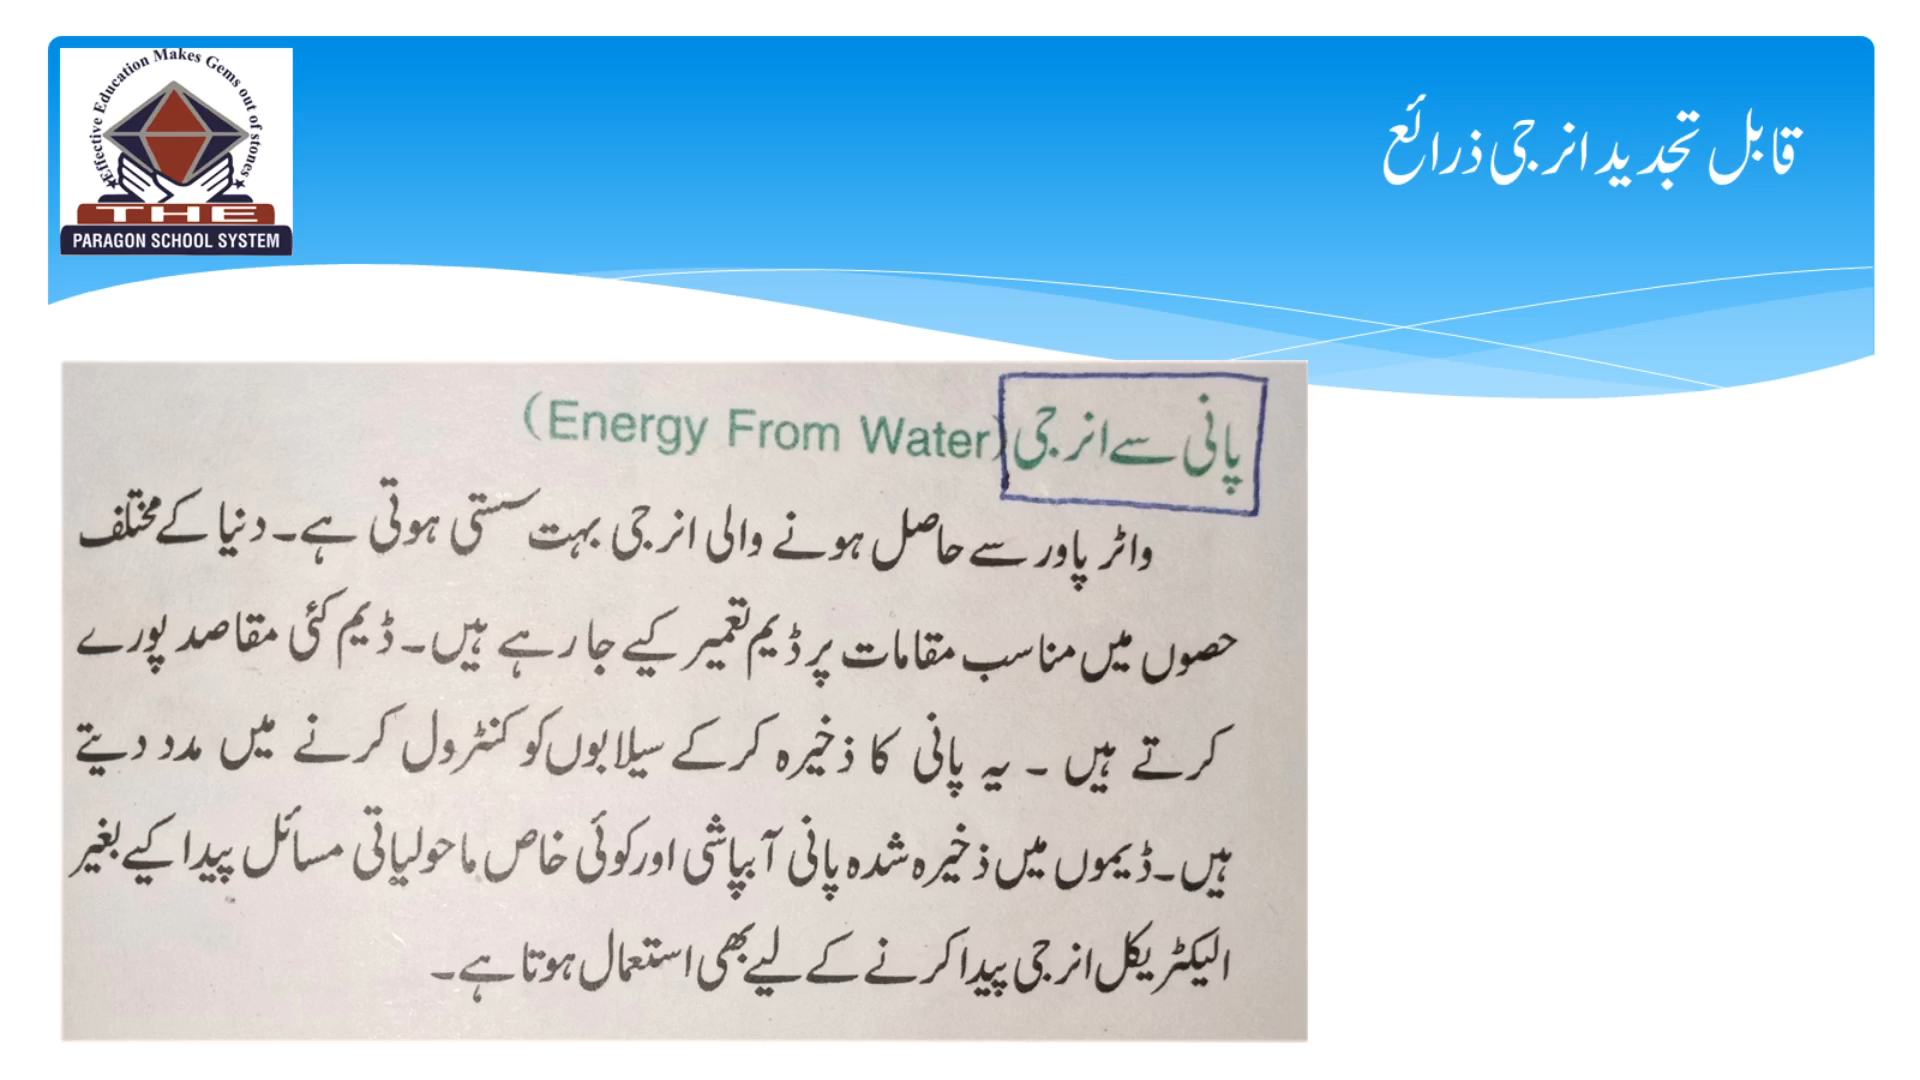 Effective Education Makes Gems out of stones
THE
PARAGON SCHOOL SYSTEM
قابل تجدید انرجی ذرائع
پانی سے انرجی (Energy From Water)
واٹر پاور سے حاصل ہونے والی انرجی بہت سستی ہوتی ہے۔ دنیا کے مختلف
حصوں میں مناسب مقامات پر ڈیم تعمیر کیے جا رہے ہیں۔ ڈیم کئی مقاصد پورے
کرتے ہیں ۔ یہ پانی کا ذخیرہ کر کے سیلابوں کو کنٹرول کرنے میں مدد دیتے
ہیں۔ ڈیموں میں ذخیرہ شدہ پانی آبپاشی اور کوئی خاص ماحولیاتی مسائل پیدا کیے بغیر
الیکٹریکل انرجی پیدا کرنے کے لیے بھی استعمال ہوتا ہے۔